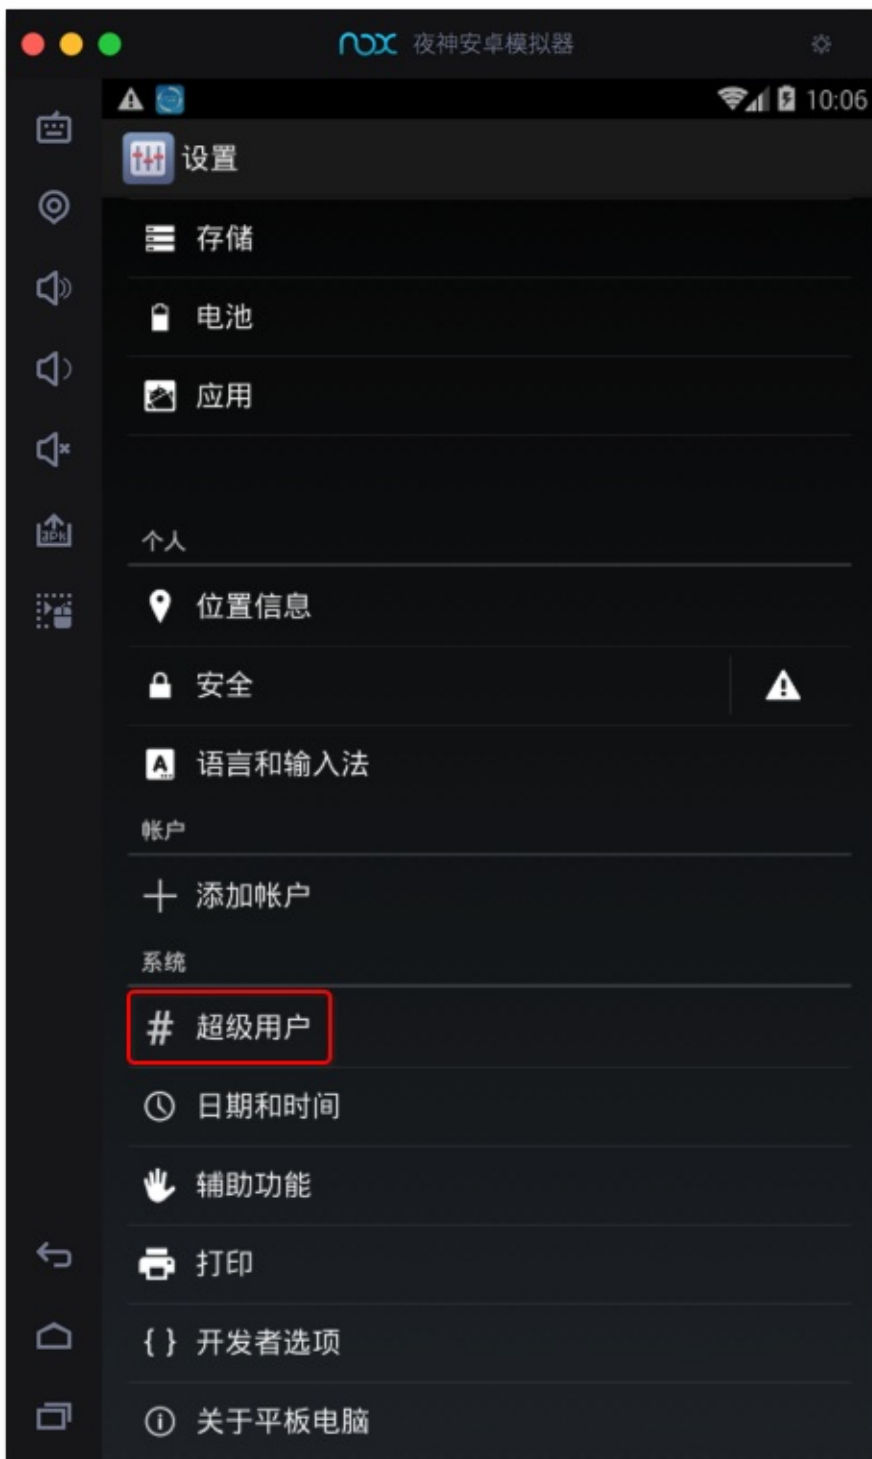 nox 夜神安卓模拟器
10:06
设置
存储
电池
应用
个人
位置信息
安全
语言和输入法
帐户
添加帐户
系统
# 超级用户
日期和时间
辅助功能
打印
{ } 开发者选项
关于平板电脑